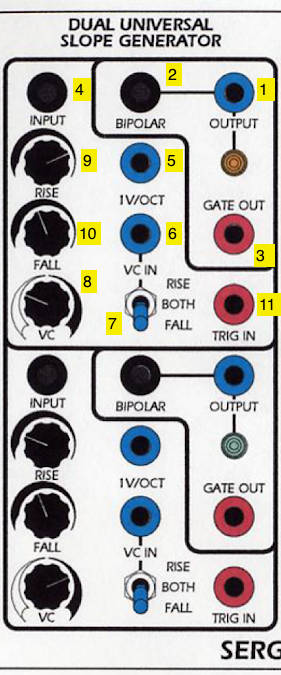 DUAL UNIVERSAL
SLOPE GENERATOR
2
4
1
INPUT
BIPOLAR
OUTPUT
9
5
RISE
1V/OCT
GATE OUT
10
6
FALL
3
VC IN
8
RISE
11
BOTH
7
FALL
VC
TRIG IN
INPUT
BIPOLAR
OUTPUT
RISE
1V/OCT
GATE OUT
FALL
VC IN
RISE
BOTH
FALL
VC
TRIG IN
SERG